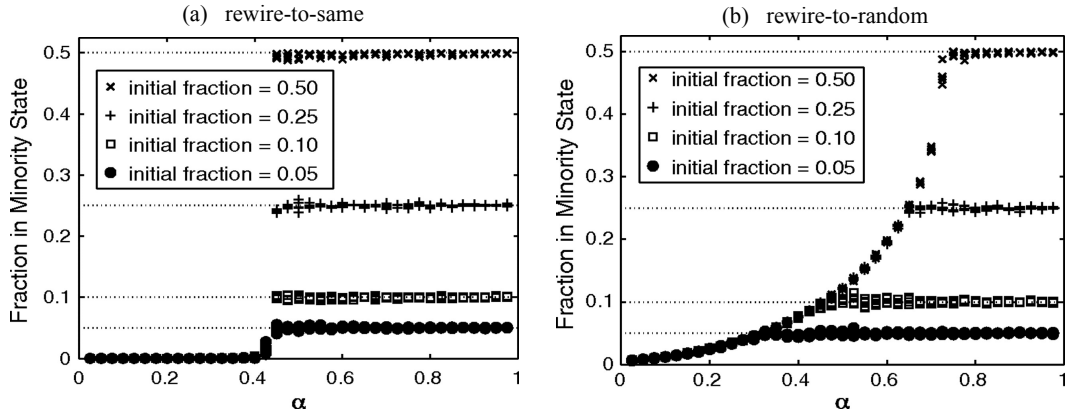 (a) rewire-to-same
Fraction in Minority State
0.5
0.4
0.3
0.2
0.1
0
initial fraction = 0.50
initial fraction = 0.25
initial fraction = 0.10
initial fraction = 0.05
0 0.2 0.4 0.6 0.8 1
α
(b) rewire-to-random
Fraction in Minority State
0.5
0.4
0.3
0.2
0.1
0
initial fraction = 0.50
initial fraction = 0.25
initial fraction = 0.10
initial fraction = 0.05
0 0.2 0.4 0.6 0.8 1
α